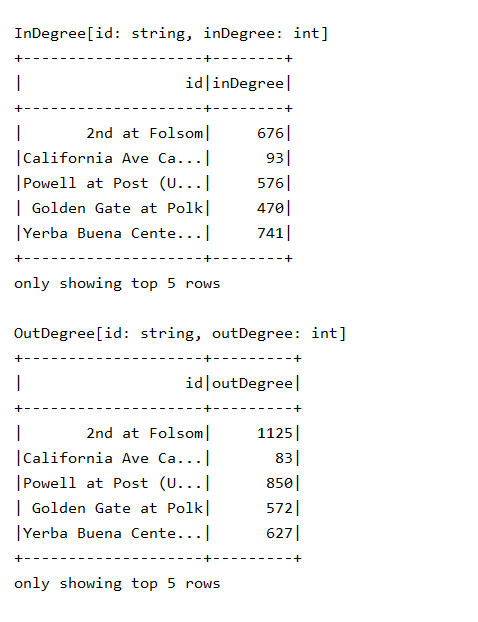 InDegree[id: string, inDegree: int]
+--------------------+--------+
|                  id|inDegree|
+--------------------+--------+
|       2nd at Folsom|     676|
|California Ave Ca...|      93|
|Powell at Post (U...|     576|
| Golden Gate at Polk|     470|
|Yerba Buena Cente...|     741|
+--------------------+--------+
only showing top 5 rows

OutDegree[id: string, outDegree: int]
+--------------------+---------+
|                  id|outDegree|
+--------------------+---------+
|       2nd at Folsom|     1125|
|California Ave Ca...|       83|
|Powell at Post (U...|      850|
| Golden Gate at Polk|      572|
|Yerba Buena Cente...|      627|
+--------------------+---------+
only showing top 5 rows